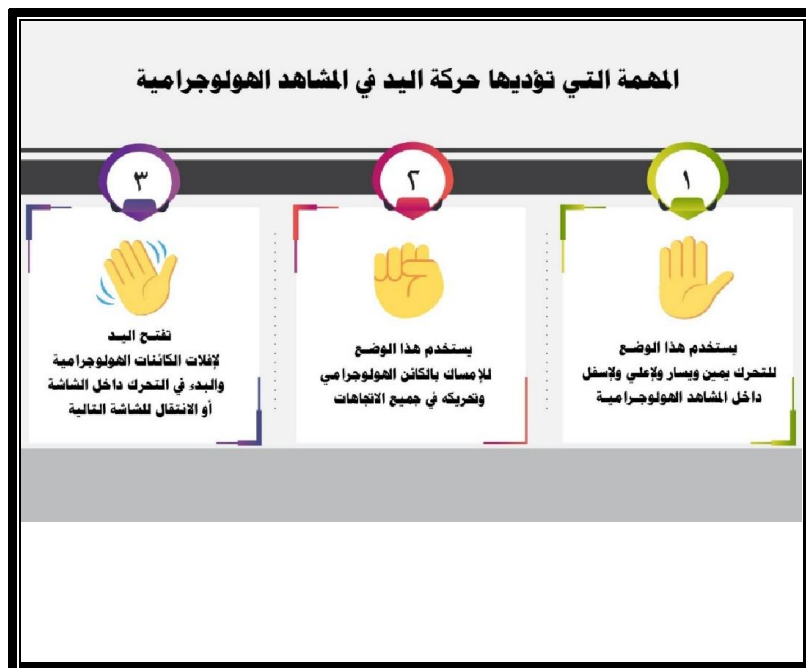 المهمة التي تؤديها حركة اليد في المشاهد الهولوجرامية
١
يستخدم هذا الوضع
للتحرك يمين ويسار ولإعلي ولإسفل
داخل المشاهد الهولوجرامية
٢
يستخدم هذا الوضع
للإمساك بالكائن الهولوجرامي
وتحريكه في جميع الاتجاهات
٣
تفتح اليد
لإفلات الكائنات الهولوجرامية
والبدء في التحرك داخل الشاشة
أو الانتقال للشاشة التالية